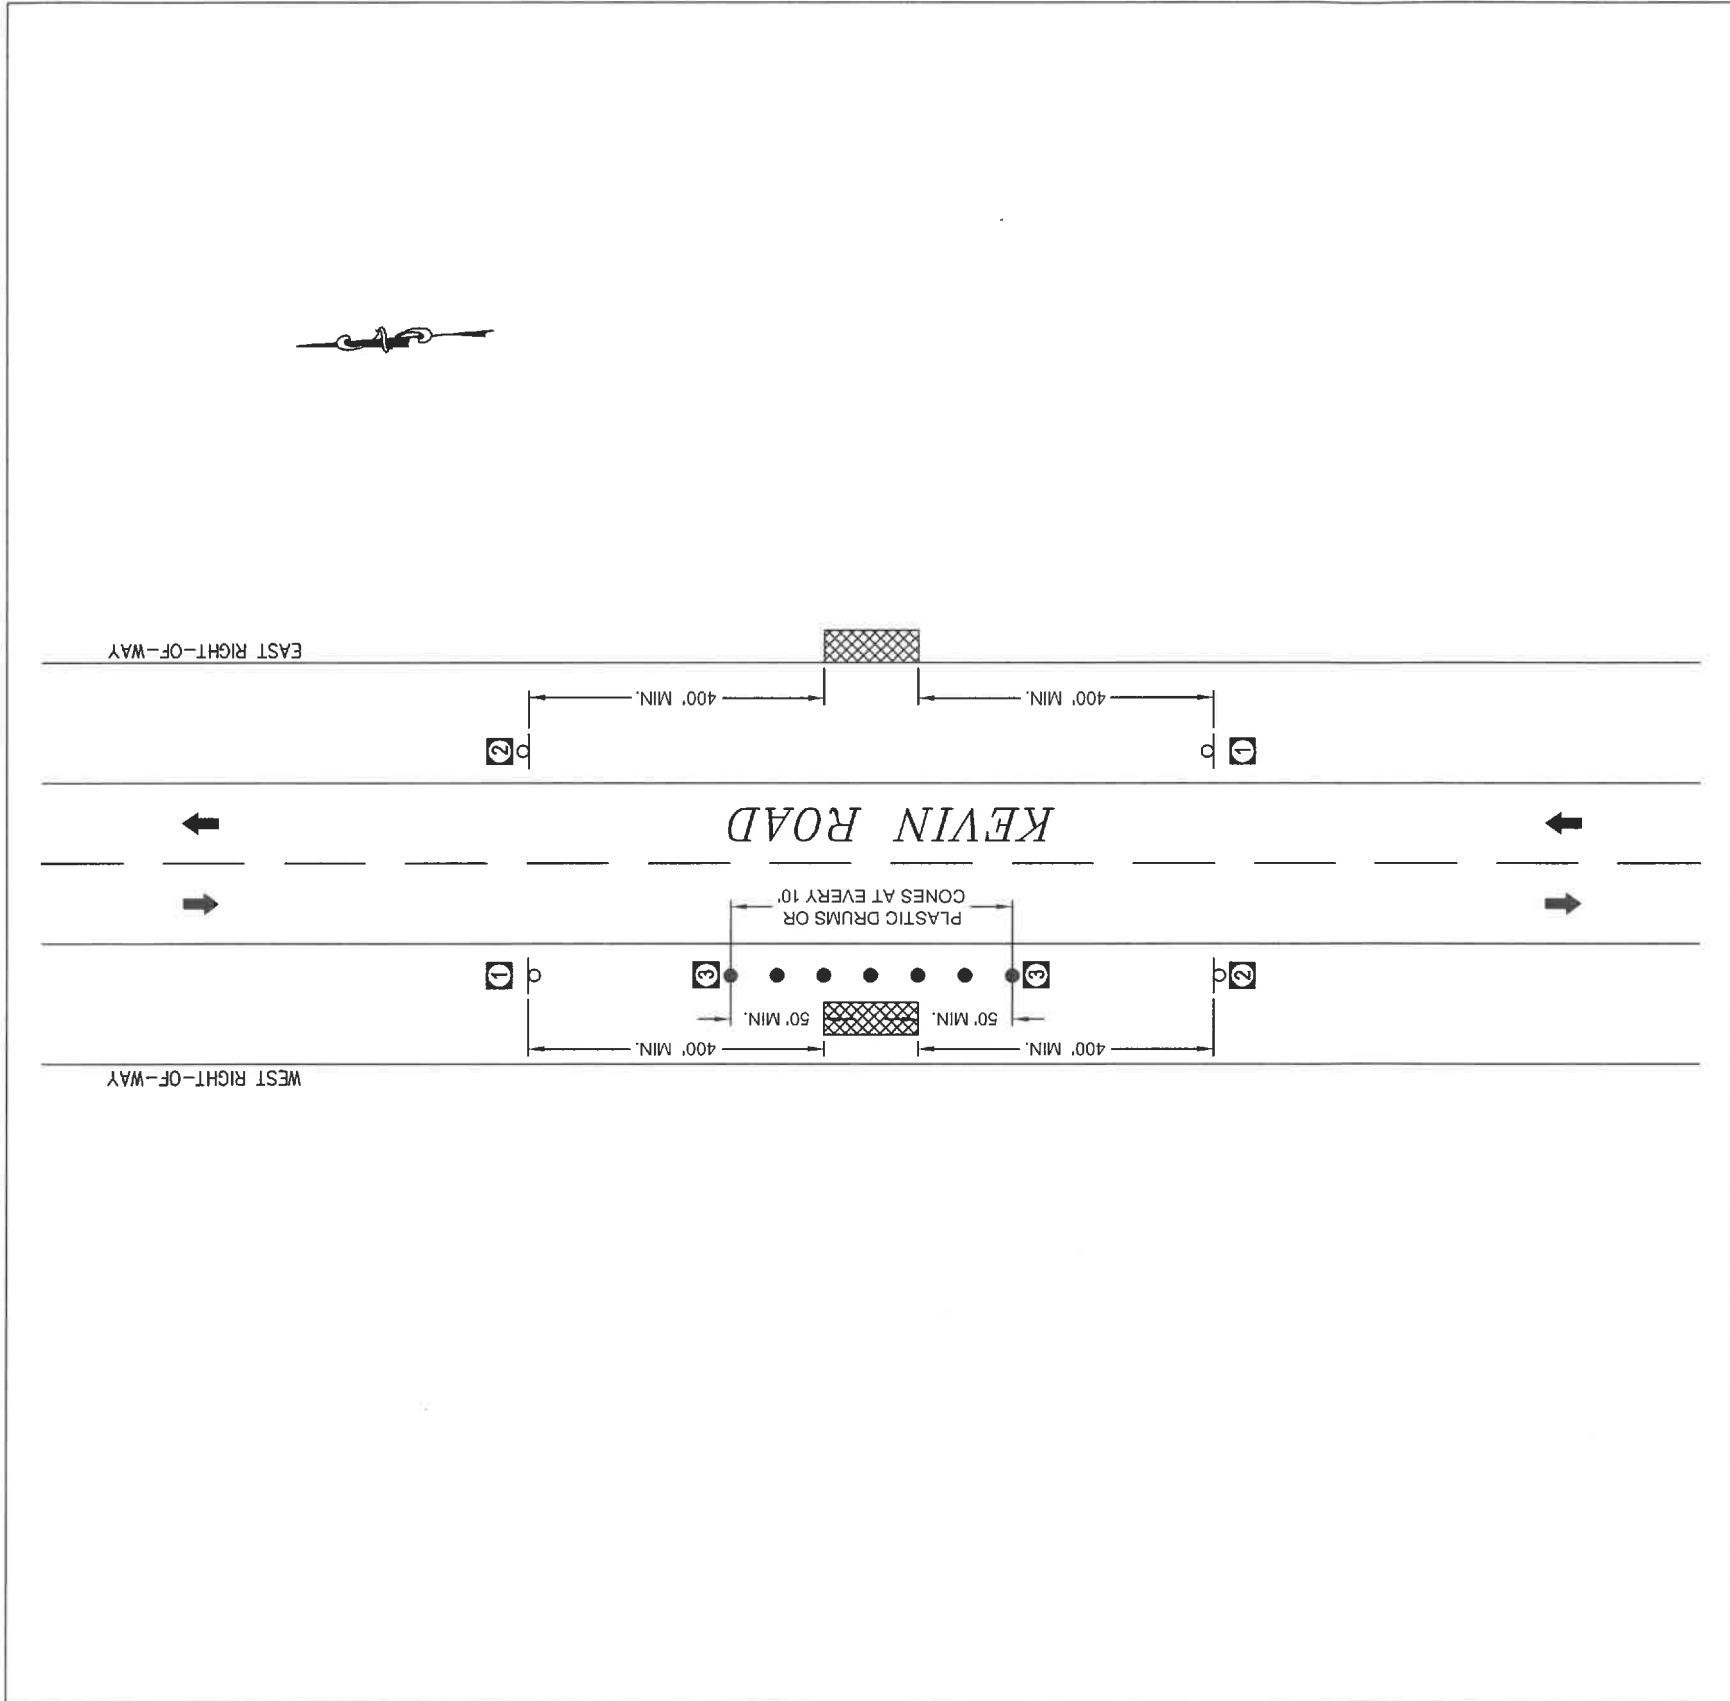 WEST RIGHT-OF-WAY
400' MIN.
400' MIN.
50' MIN.
50' MIN.
2
3
3
1
PLASTIC DRUMS OR
CONES AT EVERY 10'
KEVIN ROAD
1
2
400' MIN.
400' MIN.
EAST RIGHT-OF-WAY